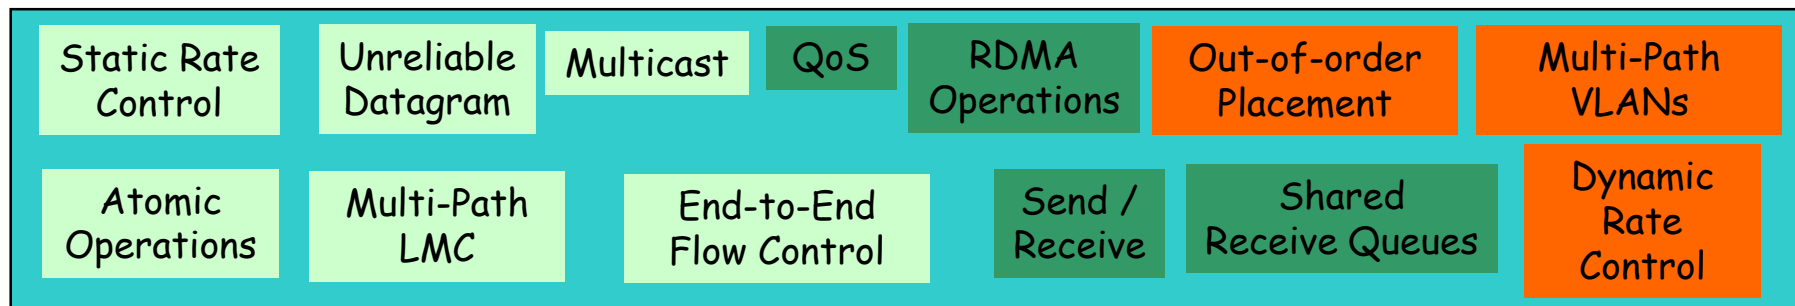 Static Rate
Control
Unreliable
Datagram
Multicast
QoS
RDMA
Operations
Out-of-order
Placement
Multi-Path
VLANs
Atomic
Operations
Multi-Path
LMC
End-to-End
Flow Control
Send /
Receive
Shared
Receive Queues
Dynamic
Rate
Control